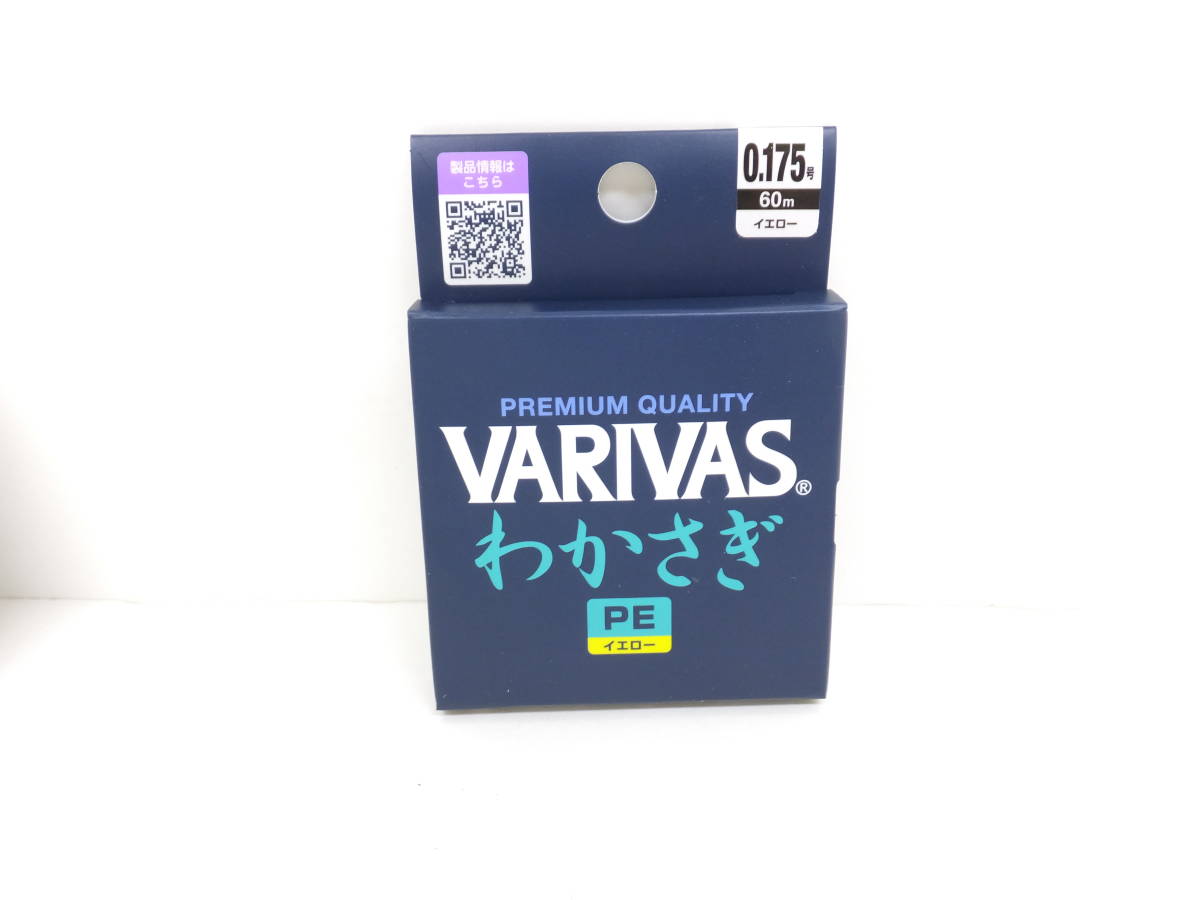 製品情報は
こちら
0.175号
60m
イエロー
PREMIUM QUALITY
VARIVAS®
わかさぎ
PE
イエロー